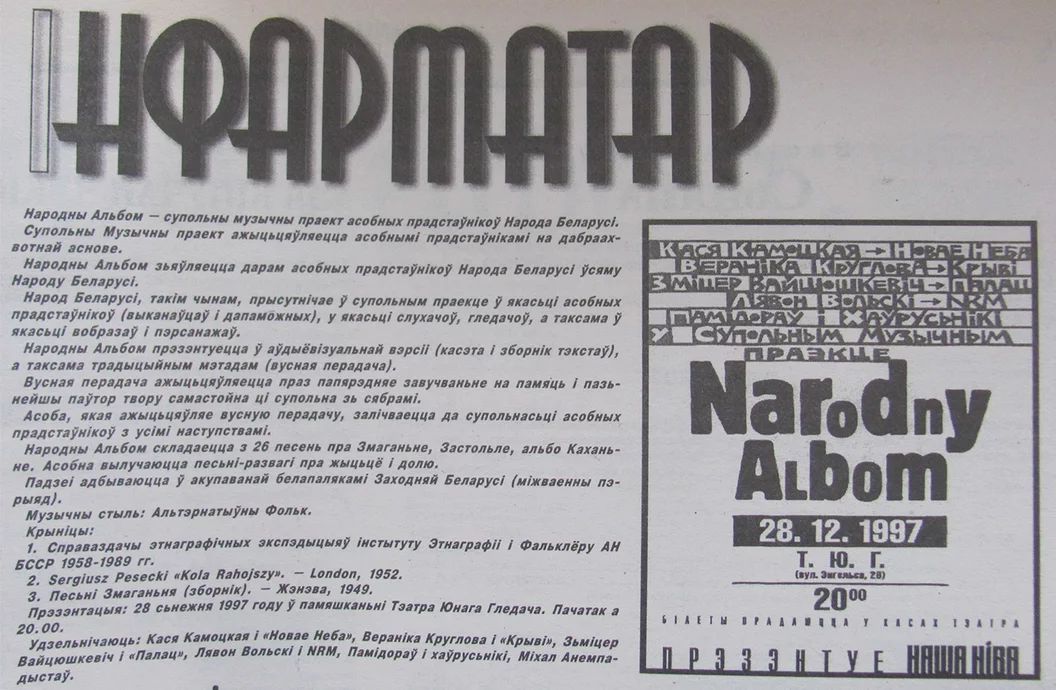 ІНФАРМАТАР
Народны Альбом — супольны музычны праект асобных прадстаўнікоў Народа Беларусі.
Супольны Музычны праект ажыцьцяўляецца асобнымі прадстаўнікамі на дабраах-
вотнай аснове.
Народны Альбом зьяўляецца дарам асобных прадстаўнікоў Народа Беларусі ўсяму
Народу Беларусі.
Народ Беларусі, такім чынам, прысутнічае ў супольным праекце ў якасьці асобных
прадстаўнікоў (выканаўцаў і дапаможных), у якасьці слухачоў, гледачоў, а таксама ў
якасьці вобразаў і пэрсанажаў.
Народны Альбом прэзэнтуецца ў аўдыёвізуальнай вэрсіі (касэта і зборнік тэкстаў),
а таксама традыцыйным мэтадам (вусная перадача).
Вусная перадача ажыцьцяўляецца праз папярэдняе завучваньне на памяць і пазь-
нейшы паўтор твору самастойна ці супольна зь сябрамі.
Асоба, якая ажыцьцяўляе вусную перадачу, залічваецца да супольнасьці асобных
прадстаўнікоў з усімі наступствамі.
Народны Альбом складаецца з 26 песень пра Змаганьне, Застольле, альбо Кахань-
не. Асобна вылучаюцца песьні-развагі пра жыцьцё і долю.
Падзеі адбываюцца ў акупаванай белапалякамі Заходняй Беларусі (міжваенны пэ-
рыяд).
Музычны стыль: Альтэрнатыўны Фольк.
Крыніцы:
1. Справаздачы этнаграфічных экспэдыцыяў інстытуту Этнаграфіі і Фальклёру АН
БССР 1958-1989 гг.
2. Sergiusz Pesecki «Kola Rahojszy». — London, 1952.
3. Песьні Змаганьня (зборнік). — Жэнэва, 1949.
Прэзэнтацыя: 28 сьнежня 1997 году ў памяшканьні Тэатра Юнага Гледача. Пачатак а
20.00.
Удзельнічаюць: Кася Камоцкая і «Новае Неба», Вераніка Круглова і «Крыві», Зьміцер
Вайцюшкевіч і «Палац», Лявон Вольскі і NRM, Памідораў і хаўрусьнікі, Міхал Анемпа-
дыстаў.
Кася Камоцкая → Новае Неба
Вераніка Круглова → Крыві
Зміцер Вайцюшкевіч → Палац
Лявон Вольскі → NRM
Памідораў і Хаўрусьнікі
у Супольным Музычным
праэкце
Narodny
Albom
28. 12. 1997
Т. Ю. Г.
(вул. Энгельса, 26)
20⁰⁰
БІЛЕТЫ ПРАДАЮЦЦА Ў КАСАХ ТЭАТРА
ПРЭЗЭНТУЕ НАША НІВА